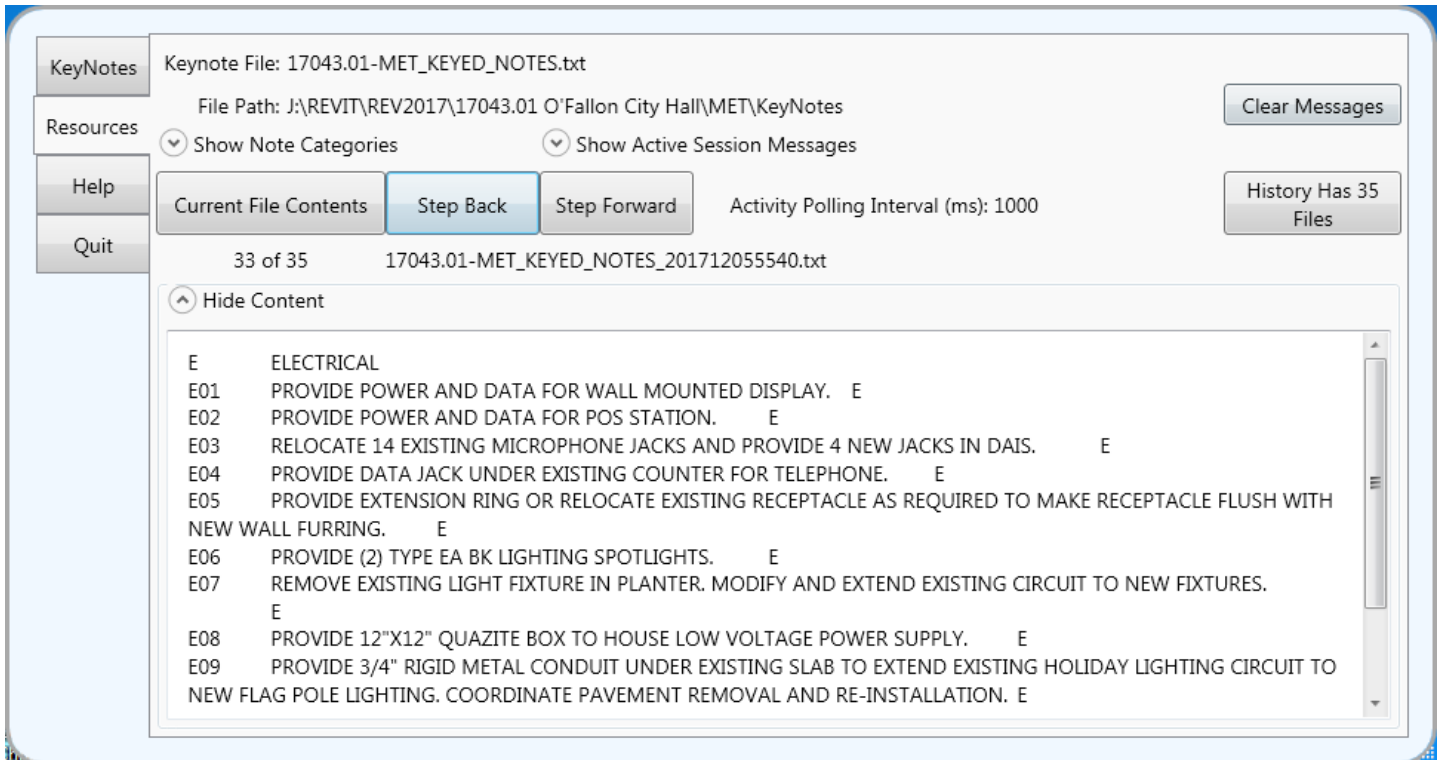 KeyNotes
Resources
Help
Quit
Keynote File: 17043.01-MET_KEYED_NOTES.txt
File Path: J:\REVIT\REV2017\17043.01 O'Fallon City Hall\MET\KeyNotes
Clear Messages
Show Note Categories
Show Active Session Messages
Current File Contents
Step Back
Step Forward
Activity Polling Interval (ms): 1000
History Has 35
Files
33 of 35
17043.01-MET_KEYED_NOTES_201712055540.txt
Hide Content
E ELECTRICAL
E01 PROVIDE POWER AND DATA FOR WALL MOUNTED DISPLAY. E
E02 PROVIDE POWER AND DATA FOR POS STATION. E
E03 RELOCATE 14 EXISTING MICROPHONE JACKS AND PROVIDE 4 NEW JACKS IN DAIS. E
E04 PROVIDE DATA JACK UNDER EXISTING COUNTER FOR TELEPHONE. E
E05 PROVIDE EXTENSION RING OR RELOCATE EXISTING RECEPTACLE AS REQUIRED TO MAKE RECEPTACLE FLUSH WITH
NEW WALL FURRING. E
E06 PROVIDE (2) TYPE EA BK LIGHTING SPOTLIGHTS. E
E07 REMOVE EXISTING LIGHT FIXTURE IN PLANTER. MODIFY AND EXTEND EXISTING CIRCUIT TO NEW FIXTURES.
E
E08 PROVIDE 12"X12" QUAZITE BOX TO HOUSE LOW VOLTAGE POWER SUPPLY. E
E09 PROVIDE 3/4" RIGID METAL CONDUIT UNDER EXISTING SLAB TO EXTEND EXISTING HOLIDAY LIGHTING CIRCUIT TO
NEW FLAG POLE LIGHTING. COORDINATE PAVEMENT REMOVAL AND RE-INSTALLATION. E